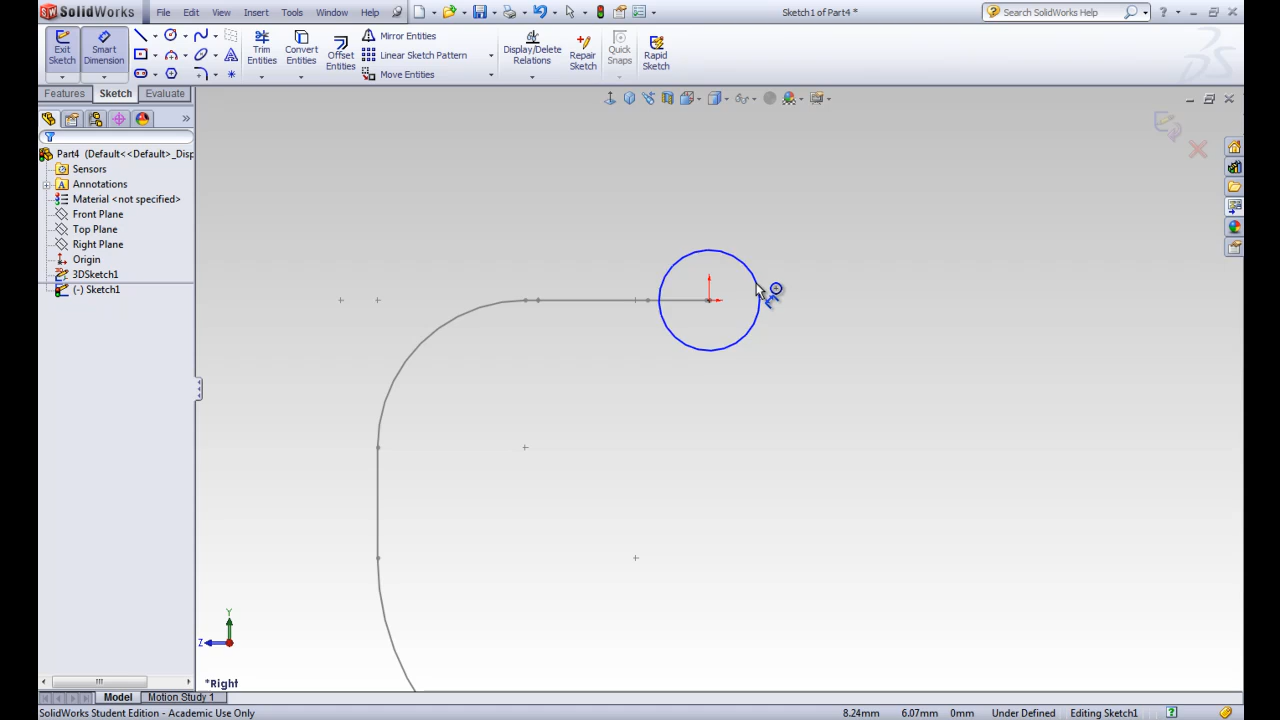 SW SOLIDWORKS
File
Edit
View
Insert
Tools
Window
Help
Sketch1 of Part4 *
Search SolidWorks Help
Exit
Sketch
Smart
Dimension
Trim
Entities
Convert
Entities
Offset
Entities
Mirror Entities
Linear Sketch Pattern
Move Entities
Display/Delete
Relations
Repair
Sketch
Quick
Snaps
Rapid
Sketch
Features
Sketch
Evaluate
Part4 (Default<<Default>_Disp
Sensors
Annotations
Material <not specified>
Front Plane
Top Plane
Right Plane
Origin
3DSketch1
(-) Sketch1
Y
Z
*Right
Model
Motion Study 1
SolidWorks Student Edition - Academic Use Only
8.24mm
6.07mm
0mm
Under Defined
Editing Sketch1